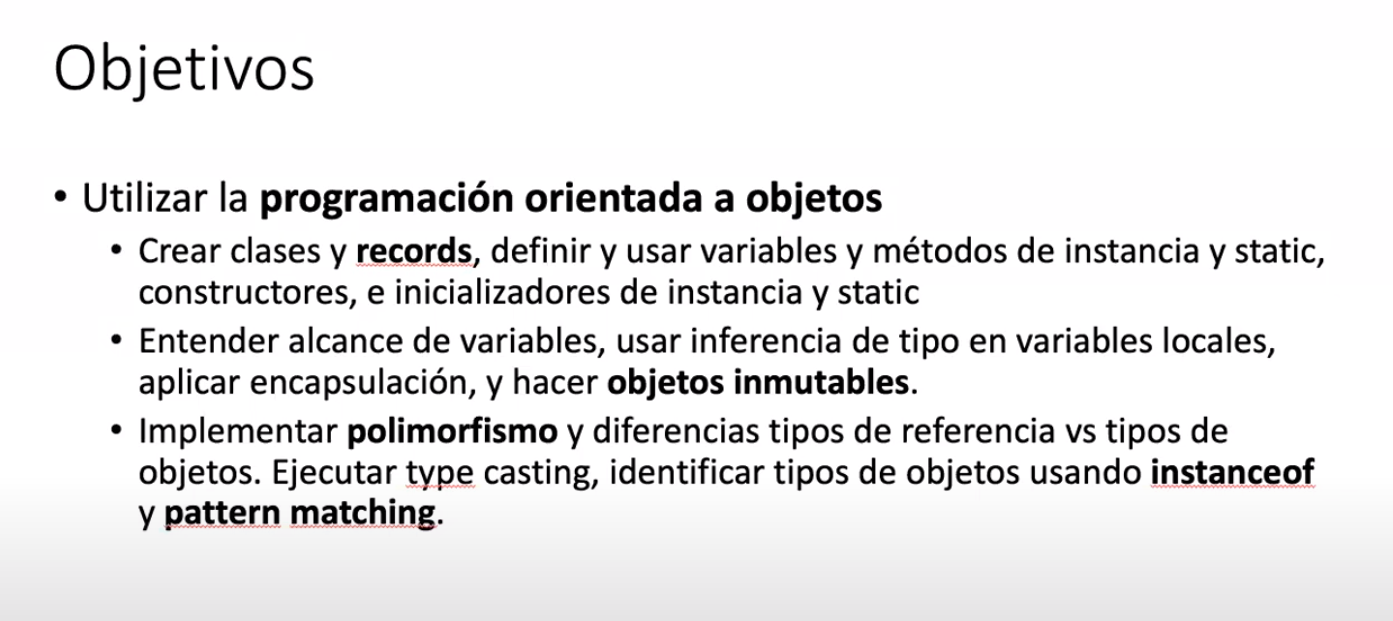 Objetivos
• Utilizar la programación orientada a objetos
• Crear clases y records, definir y usar variables y métodos de instancia y static,
constructores, e inicializadores de instancia y static
• Entender alcance de variables, usar inferencia de tipo en variables locales,
aplicar encapsulación, y hacer objetos inmutables.
• Implementar polimorfismo y diferencias tipos de referencia vs tipos de
objetos. Ejecutar type casting, identificar tipos de objetos usando instanceof
y pattern matching.